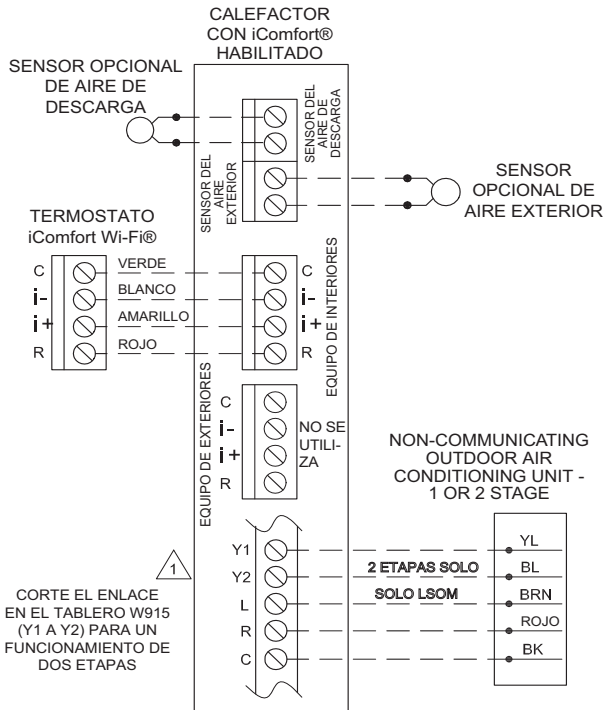 CALEFACTOR
CON iComfort®
HABILITADO
SENSOR OPCIONAL
DE AIRE DE
DESCARGA
SENSOR DEL
AIRE DE
DESCARGA
SENSOR DEL
AIRE
EXTERIOR
SENSOR
OPCIONAL DE
AIRE EXTERIOR
TERMOSTATO
iComfort Wi-Fi®
C
i-
i+
R
VERDE
BLANCO
AMARILLO
ROJO
C
i-
i+
R
EQUIPO DE INTERIORES
EQUIPO DE EXTERIORES
C
i-
i+
R
NO SE
UTILI-
ZA
NON-COMMUNICATING
OUTDOOR AIR
CONDITIONING UNIT -
1 OR 2 STAGE
1
CORTE EL ENLACE
EN EL TABLERO W915
(Y1 A Y2) PARA UN
FUNCIONAMIENTO DE
DOS ETAPAS
Y1
Y2
L
R
C
2 ETAPAS SOLO
SOLO LSOM
YL
BL
BRN
ROJO
BK